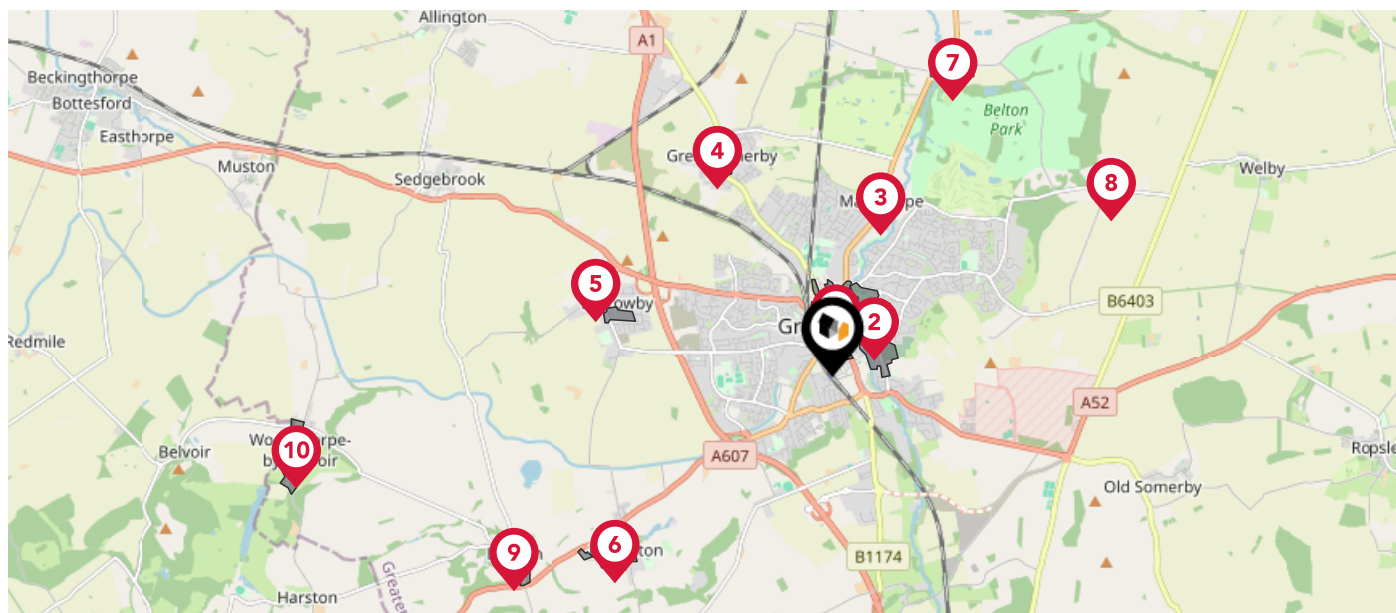 Allington
A1
7
Beckingthorpe
Bottesford
Belton
Park
Easthorpe
4
Muston
Sedgebrook
Welby
8
3
5
B6403
2
Redmile
A52
A607
Belvoir
10
Old Somerby
9
6
B1174
Harston